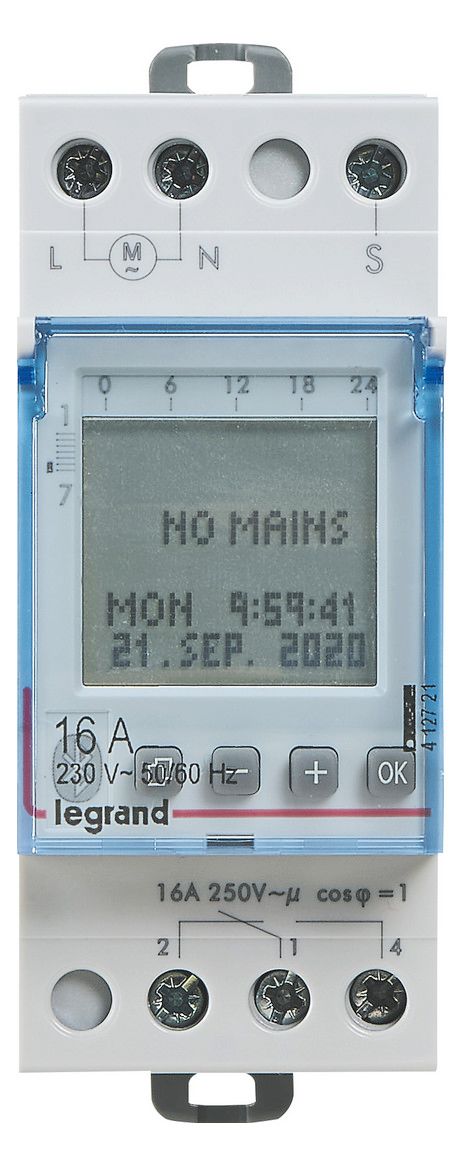 L M N S
~
0 6 12 18 24
1
7
NO MAINS
MON 9:59:41
21.SEP. 2020
4 127 21
16 A
230 V~ 50/60 Hz
− + OK
legrand
16A 250V~µ cosφ =1
2 1 4